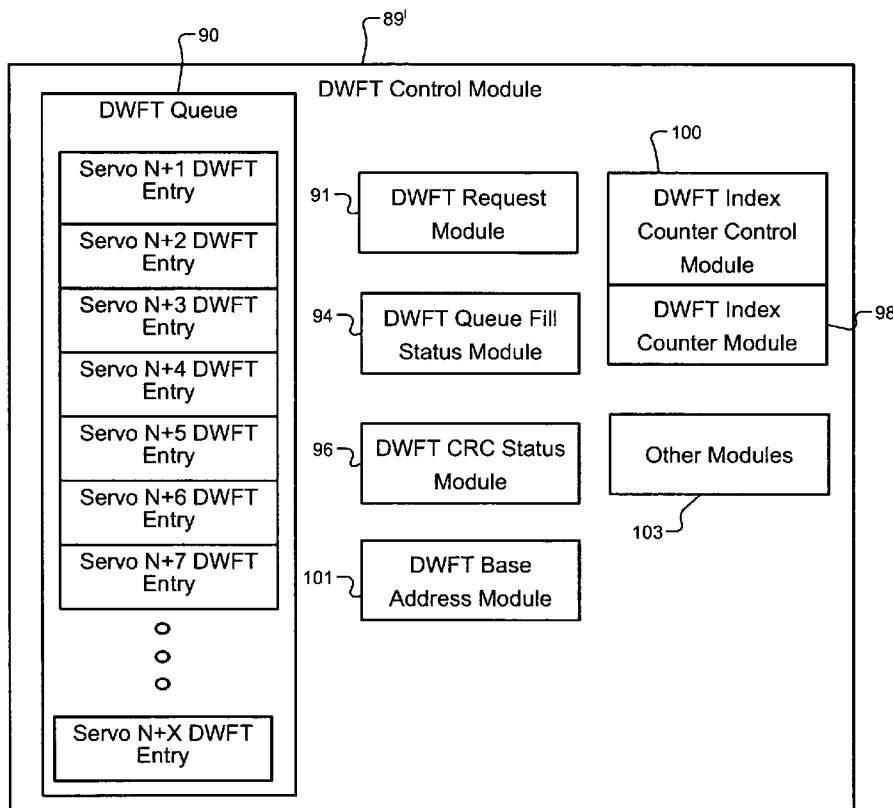 90
89'
DWFT Control Module
DWFT Queue
Servo N+1 DWFT
Entry
Servo N+2 DWFT
Entry
Servo N+3 DWFT
Entry
Servo N+4 DWFT
Entry
Servo N+5 DWFT
Entry
Servo N+6 DWFT
Entry
Servo N+7 DWFT
Entry
Servo N+X DWFT
Entry
91
DWFT Request
Module
94
DWFT Queue Fill
Status Module
96
DWFT CRC Status
Module
101
DWFT Base
Address Module
100
DWFT Index
Counter Control
Module
DWFT Index
Counter Module
98
Other Modules
103